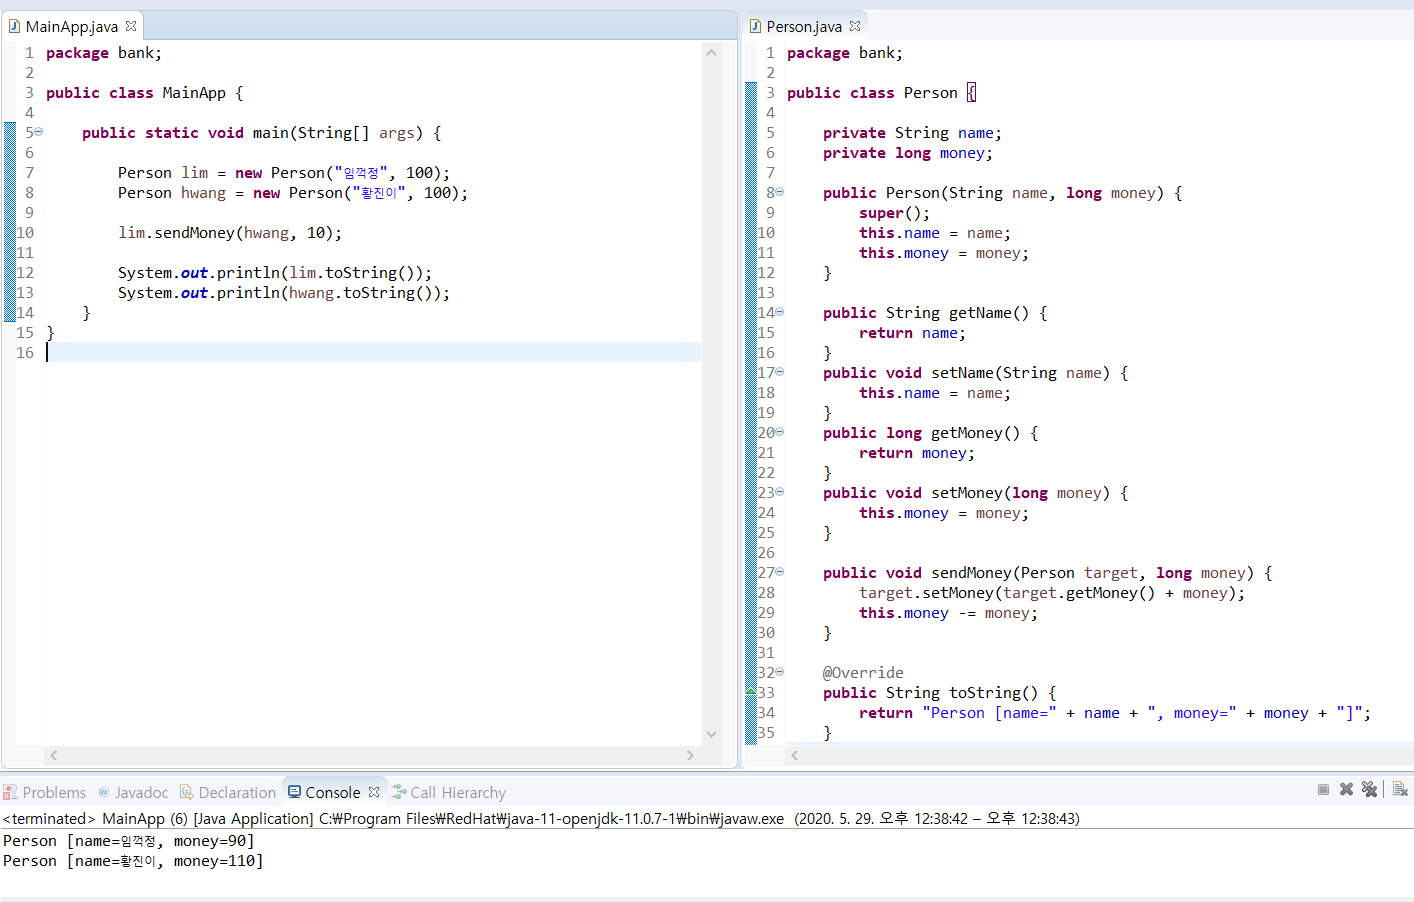 MainApp.java
1 package bank;
2
3 public class MainApp {
4
5 public static void main(String[] args) {
6
7 Person lim = new Person("임꺽정", 100);
8 Person hwang = new Person("황진이", 100);
9
10 lim.sendMoney(hwang, 10);
11
12 System.out.println(lim.toString());
13 System.out.println(hwang.toString());
14 }
15 }
16
Person.java
1 package bank;
2
3 public class Person {
4
5 private String name;
6 private long money;
7
8 public Person(String name, long money) {
9 super();
10 this.name = name;
11 this.money = money;
12 }
13
14 public String getName() {
15 return name;
16 }
17 public void setName(String name) {
18 this.name = name;
19 }
20 public long getMoney() {
21 return money;
22 }
23 public void setMoney(long money) {
24 this.money = money;
25 }
26
27 public void sendMoney(Person target, long money) {
28 target.setMoney(target.getMoney() + money);
29 this.money -= money;
30 }
31
32 @Override
33 public String toString() {
34 return "Person [name=" + name + ", money=" + money + "]";
35 }
Problems @ Javadoc Declaration Console Call Hierarchy
<terminated> MainApp (6) [Java Application] C:₩Program Files₩RedHat₩java-11-openjdk-11.0.7-1₩bin₩javaw.exe (2020. 5. 29. 오후 12:38:42 – 오후 12:38:43)
Person [name=임꺽정, money=90]
Person [name=황진이, money=110]